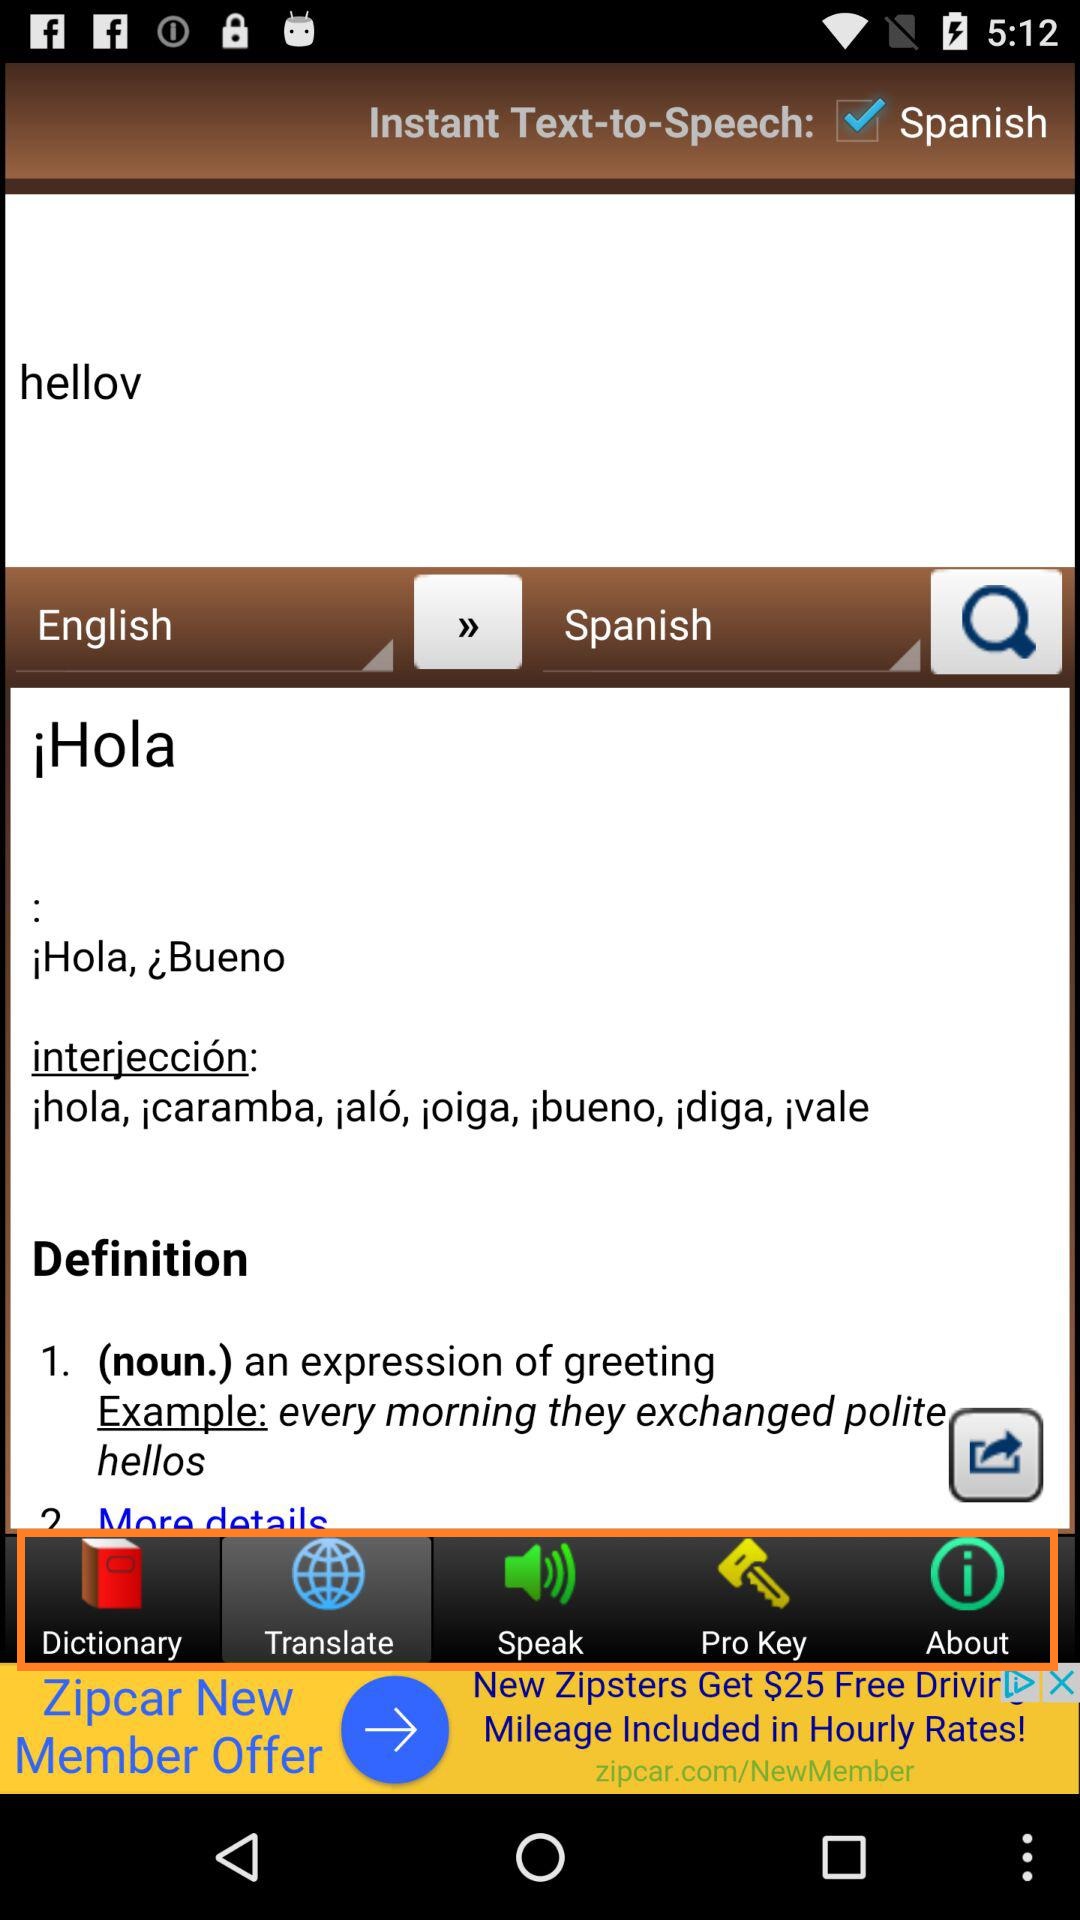 5:12
Instant Text-to-Speech: Spanish
hellov
English » Spanish
¡Hola
:
¡Hola, ¿Bueno
interjección:
¡hola, ¡caramba, ¡aló, ¡oiga, ¡bueno, ¡diga, ¡vale
Definition
1. (noun.) an expression of greeting
Example: every morning they exchanged polite
hellos
2. More details
Dictionary Translate Speak Pro Key About
Zipcar New
Member Offer
New Zipsters Get $25 Free Driving
Mileage Included in Hourly Rates!
zipcar.com/NewMember